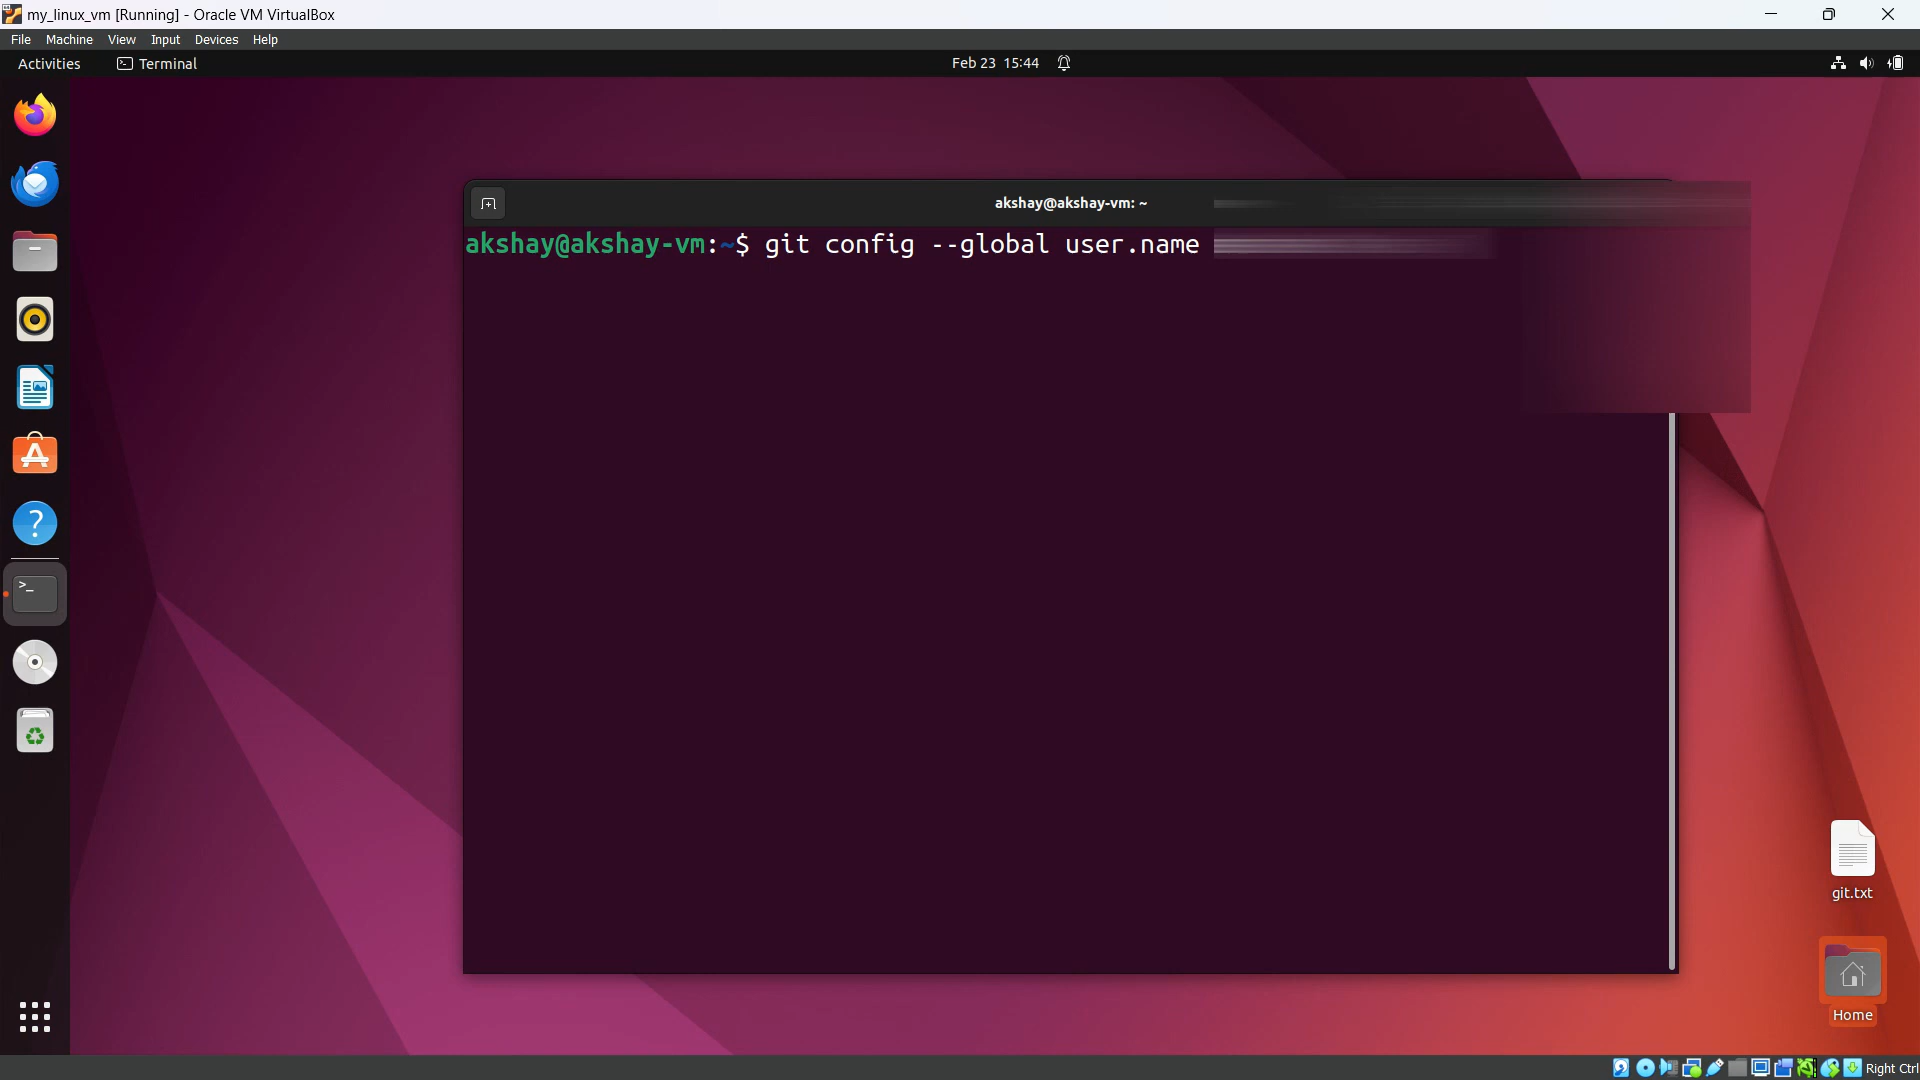 my_linux_vm [Running] - Oracle VM VirtualBox
File Machine View Input Devices Help
Activities Terminal Feb 23 15:44
akshay@akshay-vm: ~
akshay@akshay-vm:~$ git config --global user.name
git.txt
Home
Right Ctrl